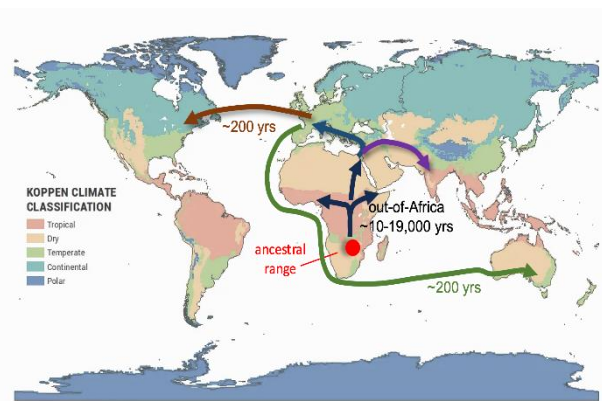 ~200 yrs
KOPPEN CLIMATE
CLASSIFICATION
Tropical
Dry
Temperate
Continental
Polar
out-of-Africa
~10-19,000 yrs
ancestral
range
~200 yrs